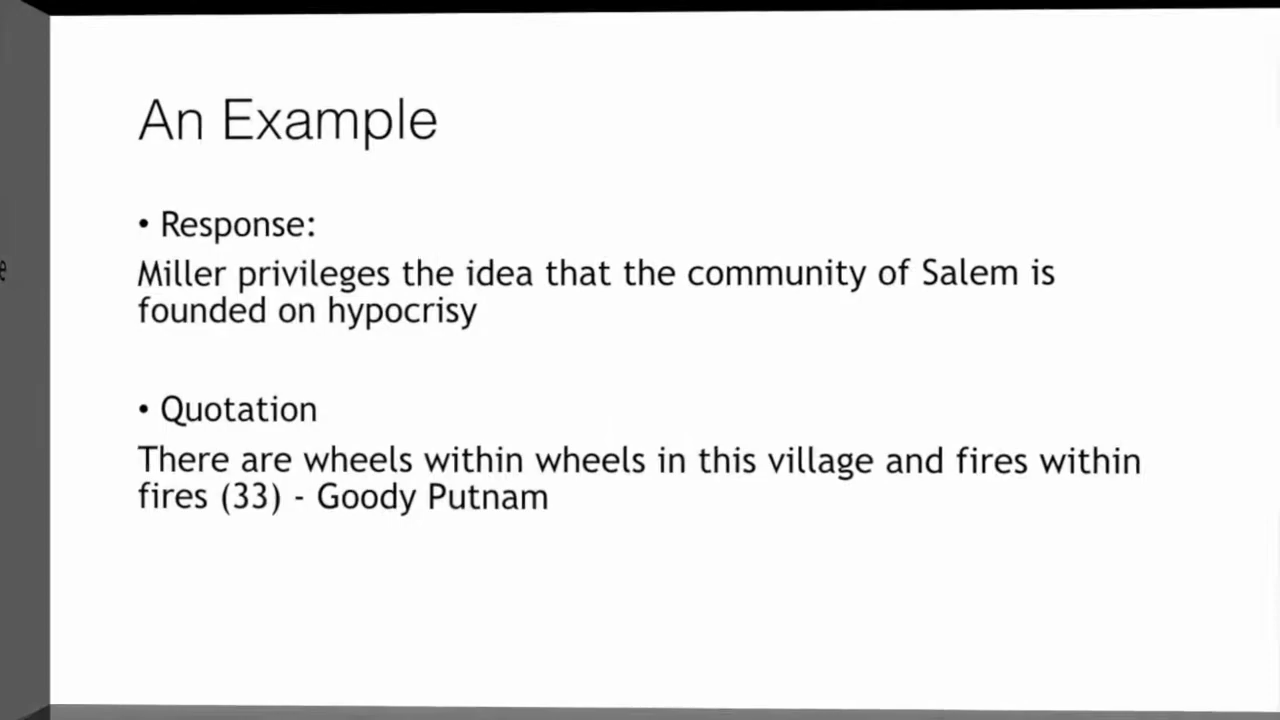 An Example
• Response:
Miller privileges the idea that the community of Salem is
founded on hypocrisy
• Quotation
There are wheels within wheels in this village and fires within
fires (33) - Goody Putnam